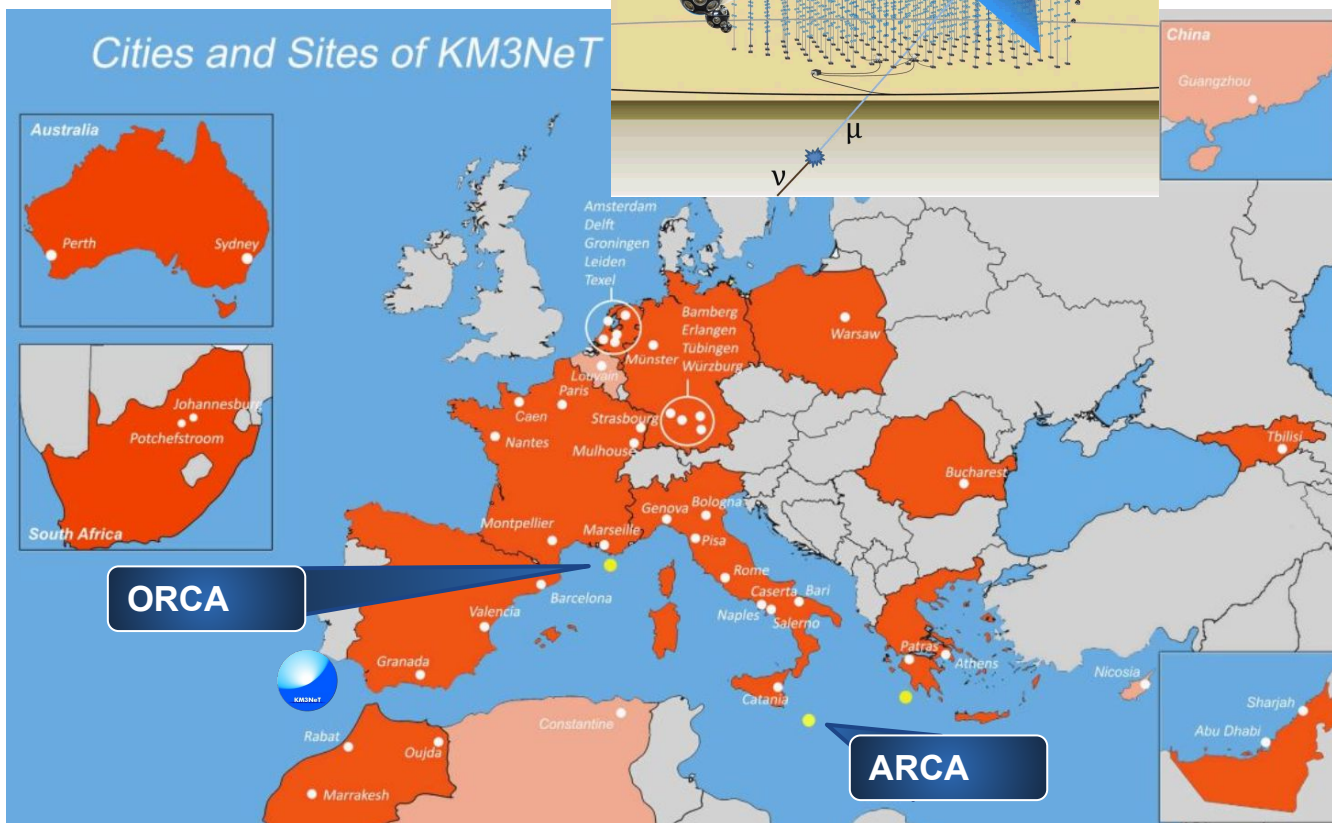 Cities and Sites of KM3NeT
μ
ν
China
Guangzhou
Australia
Perth
Sydney
Johannesburg
Potchefstroom
South Africa
Amsterdam
Delft
Groningen
Leiden
Texel
Bamberg
Erlangen
Tübingen
Würzburg
Münster
Warsaw
Louvain
Paris
Caen
Strasbourg
Nantes
Mulhouse
Tbilisi
Bucharest
Genova
Bologna
Montpellier
Marseille
Pisa
ORCA
Rome
Barcelona
Caserta
Bari
Naples
Salerno
Valencia
Granada
KM3NeT
Patras
Athens
Catania
Nicosia
Sharjah
Abu Dhabi
Constantine
Rabat
Oujda
Marrakesh
ARCA